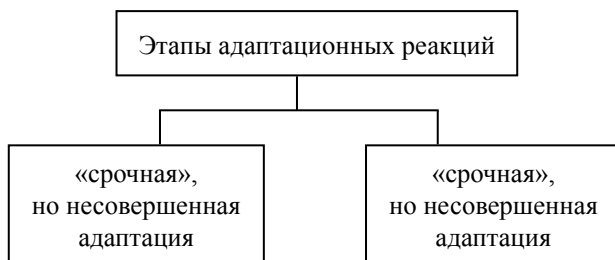 Этапы адаптационных реакций
«срочная»,
но несовершенная
адаптация
«срочная»,
но несовершенная
адаптация